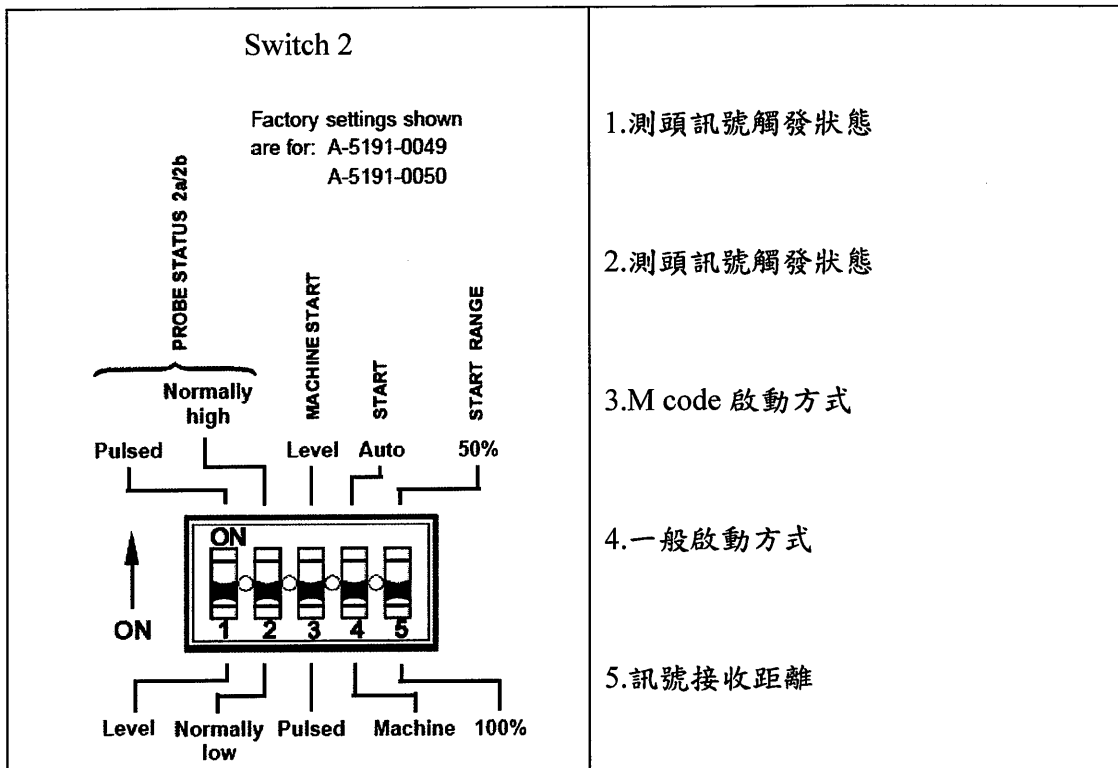 Switch 2
Factory settings shown
are for: A-5191-0049
A-5191-0050
PROBE STATUS 2a/2b
MACHINE START
START
START RANGE
Normally
high
Pulsed
Level
Auto
50%
ON
1 2 3 4 5
ON
Level
Normally
low
Pulsed
Machine
100%
1.測頭訊號觸發狀態
2.測頭訊號觸發狀態
3.M code 啟動方式
4.一般啟動方式
5.訊號接收距離